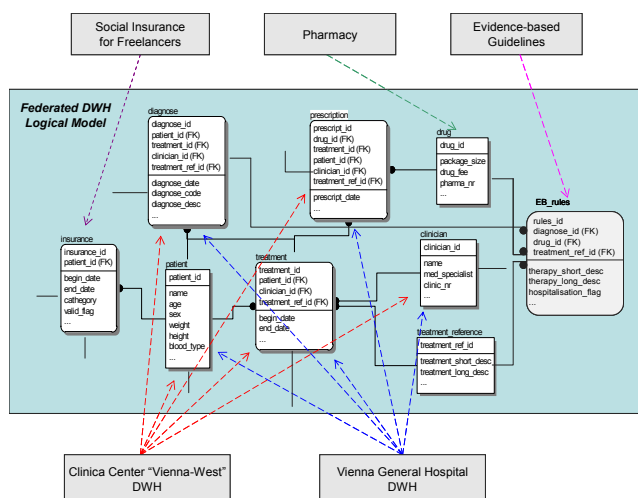 Social Insurance
for Freelancers
Pharmacy
Evidence-based
Guidelines
Federated DWH
Logical Model
diagnose
diagnose_id
patient_id (FK)
treatment_id (FK)
clinician_id (FK)
treatment_ref_id (FK)
diagnose_date
diagnose_code
diagnose_desc
...
prescription
prescript_id
drug_id (FK)
treatment_id (FK)
patient_id (FK)
clinician_id (FK)
treatment_ref_id (FK)
prescript_date
...
drug
drug_id
package_size
drug_fee
pharma_nr
...
EB_rules
rules_id
diagnose_id (FK)
drug_id (FK)
treatment_ref_id (FK)
therapy_short_desc
therapy_long_desc
hospitalisation_flag
...
insurance
insurance_id
patient_id (FK)
begin_date
end_date
cathegory
valid_flag
...
patient
patient_id
name
age
sex
weight
height
blood_type
...
treatment
treatment_id
patient_id (FK)
clinician_id (FK)
treatment_ref_id (FK)
begin_date
end_date
...
clinician
clinician_id
name
med_specialist
clinic_nr
...
treatment_reference
treatment_ref_id
treatment_short_desc
treatment_long_desc
...
Clinica Center “Vienna-West”
DWH
Vienna General Hospital
DWH